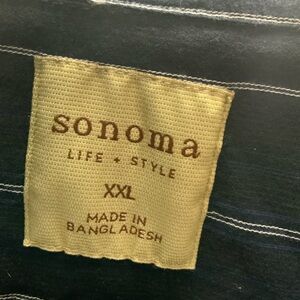 sonoma
LIFE + STYLE
XXL
MADE IN
BANGLADESH